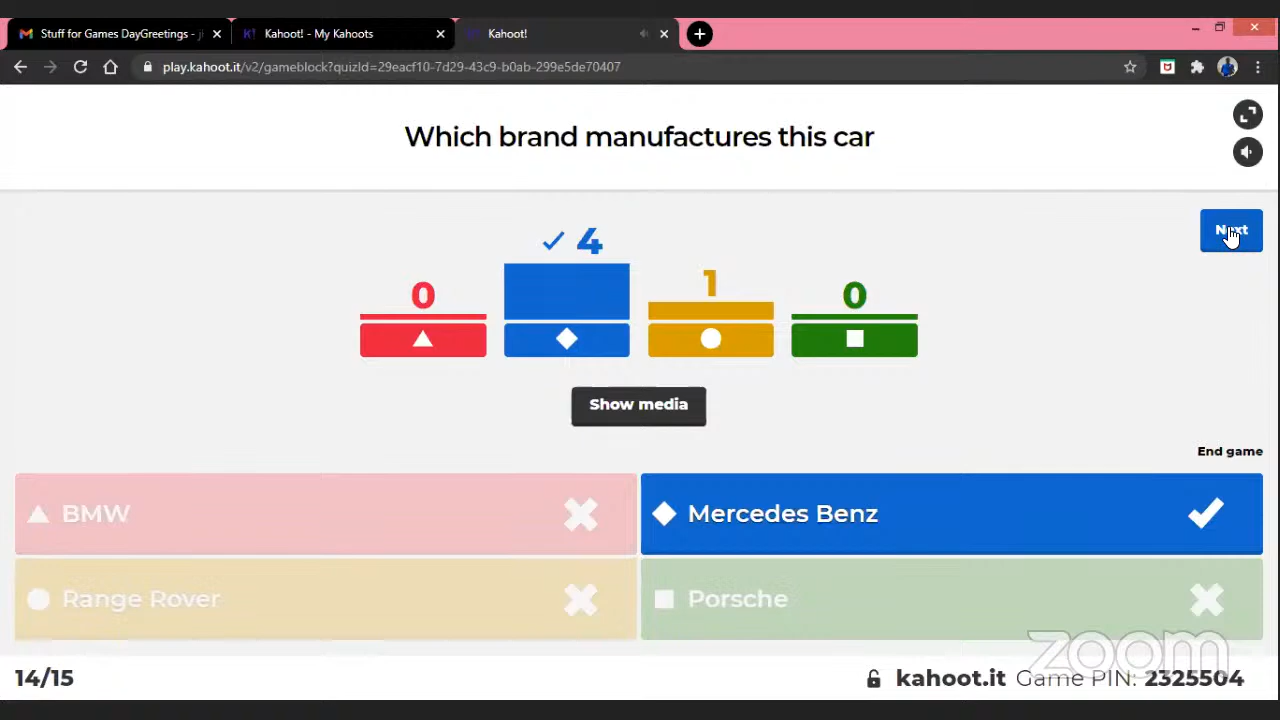 Stuff for Games DayGreetings -
Kahoot! - My Kahoots
Kahoot!
play.kahoot.it/v2/gameblock?quizId=29eacf10-7d29-43c9-b0ab-299e5de70407
Which brand manufactures this car
Next
0
4
1
0
Show media
End game
BMW
Mercedes Benz
Range Rover
Porsche
zoom
14/15
kahoot.it Game PIN: 2325504